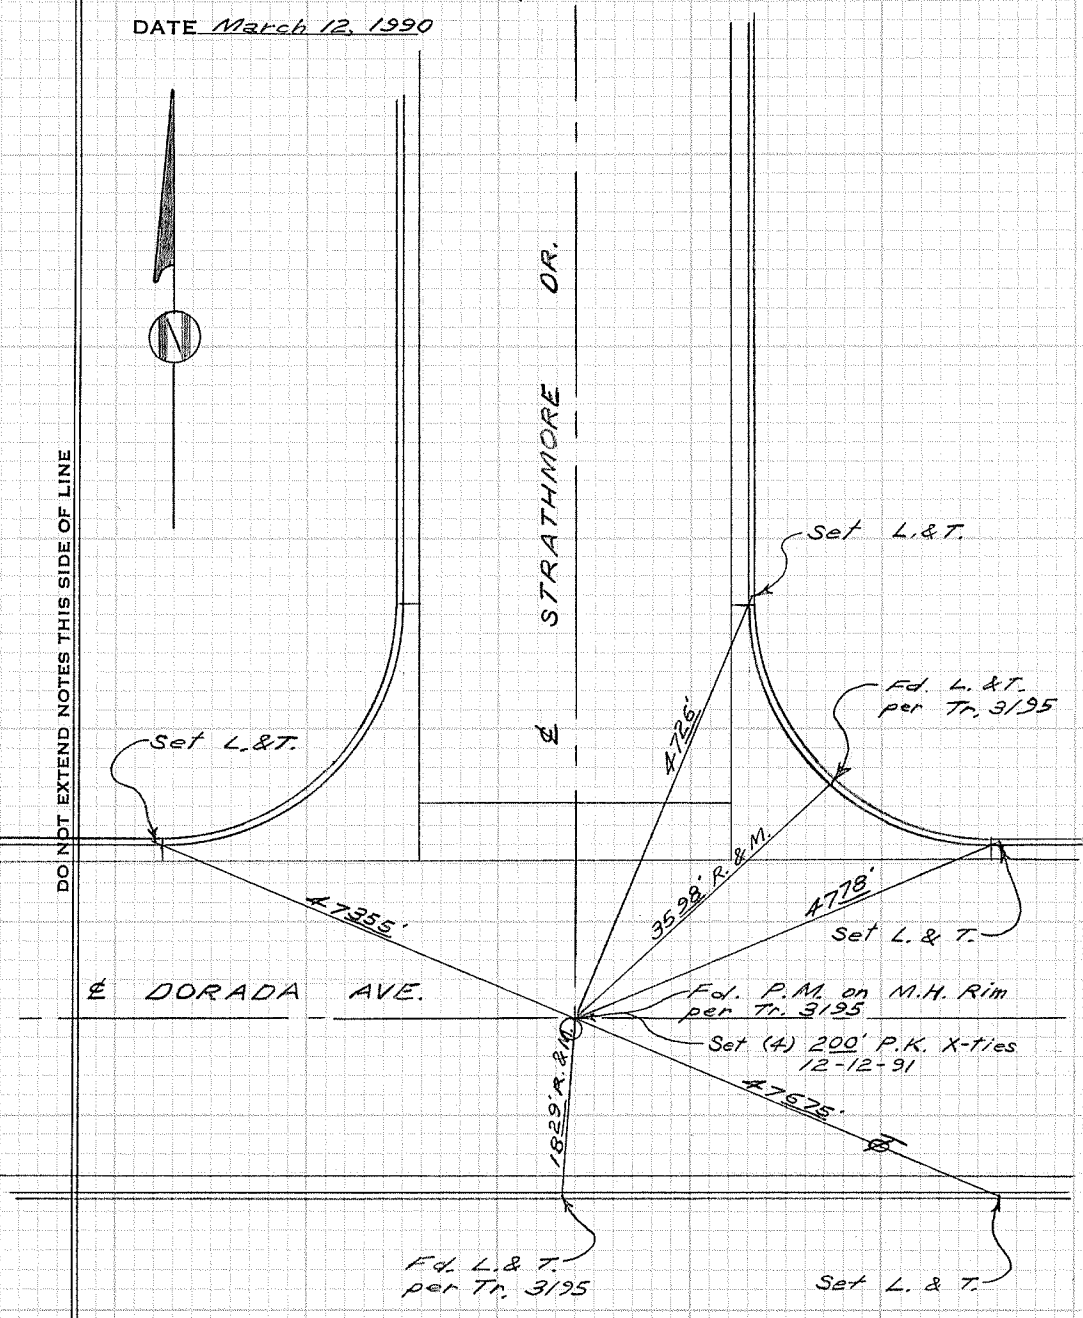 DATE March 12, 1990
DO NOT EXTEND NOTES THIS SIDE OF LINE
℄ STRATHMORE DR.
Set L.&T.
Fd. L.&T.
per Tr. 3195
Set L.&T.
47.26'
35.98' R.&M.
47.78'
Set L.&T.
47.355'
℄ DORADA AVE.
Fd. P.M. on M.H. Rim
per Tr. 3195
Set (4) 2.00' P.K. X-ties
12-12-91
18.29' R.&M.
47.575'
Fd. L.&T.
per Tr. 3195
Set L.&T.